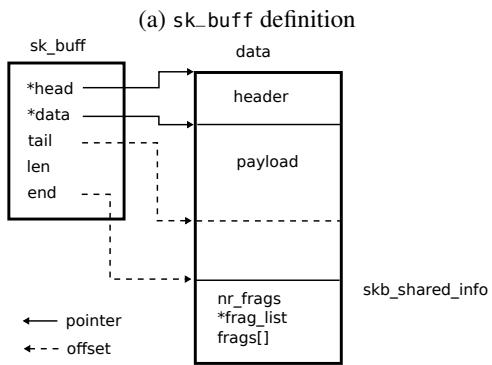 (a) sk_buff definition
sk_buff
data
*head
*data
tail
len
end
header
payload
nr_frags
*frag_list
frags[]
skb_shared_info
pointer
offset